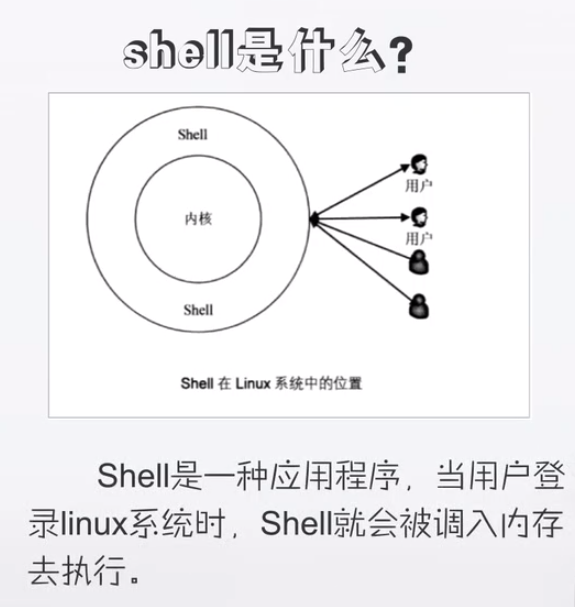 shell是什么?
Shell
内核
Shell
用户
用户
Shell 在 Linux 系统中的位置
Shell是一种应用程序，当用户登
录linux系统时，Shell就会被调入内存
去执行。